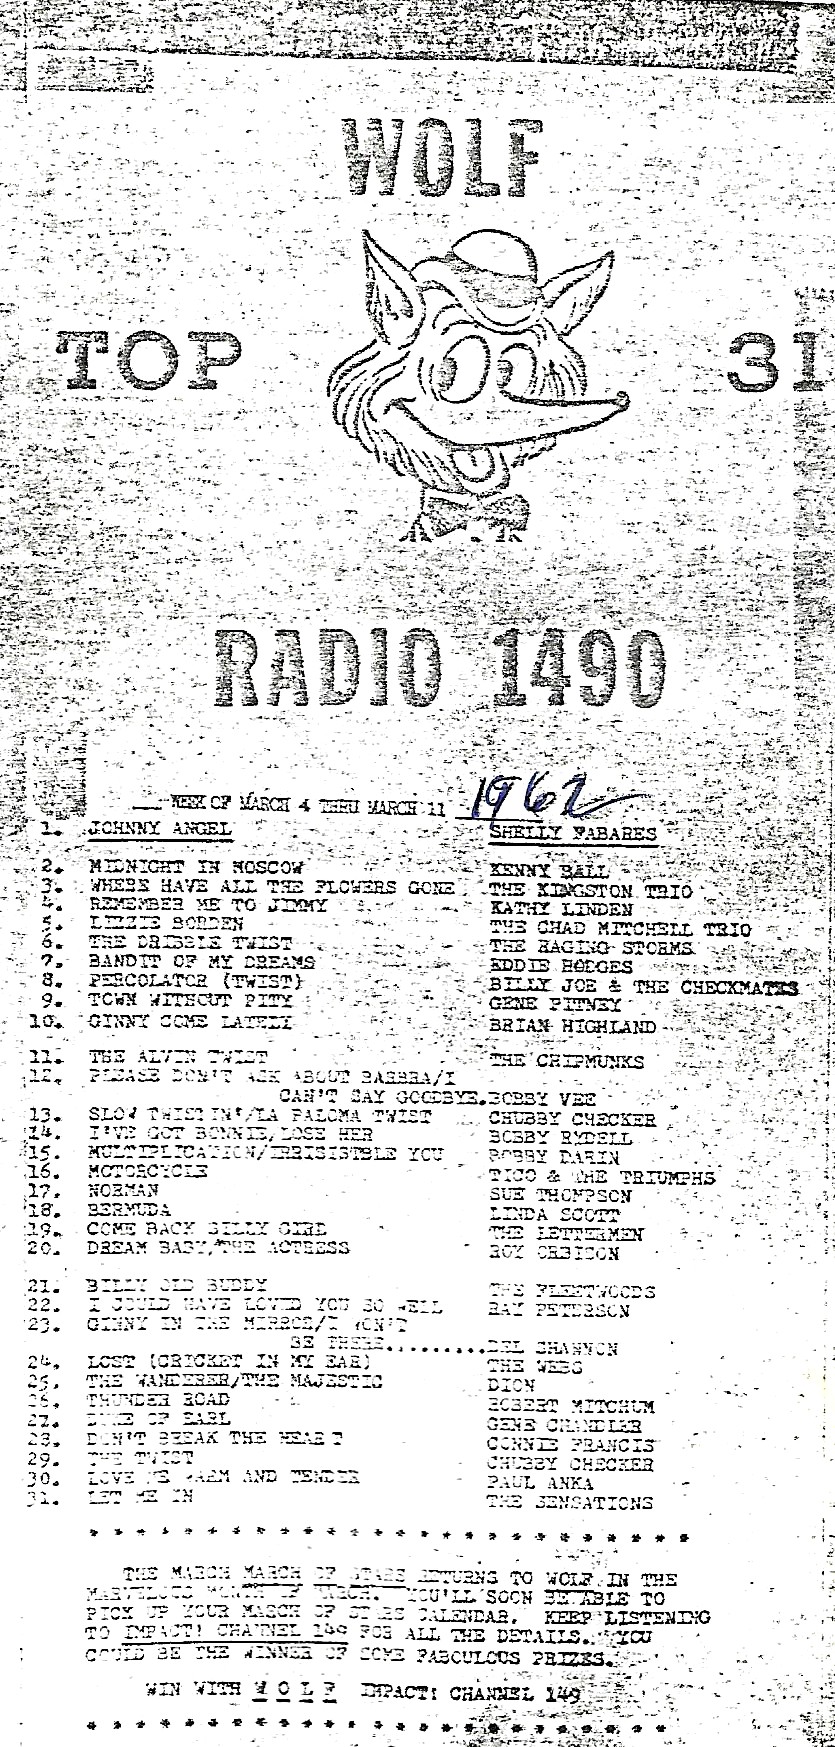 WOLF
TOP 31
RADIO 1490
WEEK OF MARCH 4 THRU MARCH 11 1962
1. JOHNNY ANGEL SHELLY FABARES
2. MIDNIGHT IN MOSCOW KENNY BALL
3. WHERE HAVE ALL THE FLOWERS GONE THE KINGSTON TRIO
4. REMEMBER ME TO JIMMY KATHY LINDEN
5. LIZZIE BORDEN THE CHAD MITCHELL TRIO
6. THE DRIBBLE TWIST THE RAGING STORMS
7. BANDIT OF MY DREAMS EDDIE HODGES
8. PERCOLATOR (TWIST) BILLY JOE & THE CHECKMATES
9. TOWN WITHOUT PITY GENE PITNEY
10. GINNY COME LATELY BRIAN HIGHLAND
11. THE ALVIN TWIST THE CHIPMUNKS
12. PLEASE DON'T ASK ABOUT BARBRA/I
CAN'T SAY GOODBYE.BOBBY VEE
13. SLOW TWISTIN'/LA PALOMA TWIST CHUBBY CHECKER
14. I'VE GOT BONNIE/LOSE HER BOBBY RYDELL
15. MULTIPLICATION/IRRISISTBLE YOU BOBBY DARIN
16. MOTORCYCLE TICO & THE TRIUMPHS
17. NORMAN SUE THOMPSON
18. BERMUDA LINDA SCOTT
19. COME BACK SILLY GIRL THE LETTERMEN
20. DREAM BABY/THE ACTRESS ROY ORBISON
21. BILLY OLD BUDDY THE FLEETWOODS
22. I COULD HAVE LOVED YOU SO WELL RAY PETERSON
23. GINNY IN THE MIRROR/I WON'T
BE THERE.........DEL SHANNON
24. LOST (CRICKET IN MY EAR) THE WEBS
25. THE WANDERER/THE MAJESTIC DION
26. THUNDER ROAD ROBERT MITCHUM
27. DUKE OF EARL GENE CHANDLER
28. DON'T BREAK THE HEART CONNIE FRANCIS
29. THE TWIST CHUBBY CHECKER
30. LOVE ME WARM AND TENDER PAUL ANKA
31. LET ME IN THE SENSATIONS
* * * * * * * * * * * * * * * * * * * * * * * * * *
THE MARCH MARCH OF STARS RETURNS TO WOLF IN THE
MARVELOUS MONTH OF MARCH. YOU'LL SOON BE ABLE TO
PICK UP YOUR MARCH OF STARS CALENDAR. KEEP LISTENING
TO IMPACT! CHANNEL 149 FOR ALL THE DETAILS. YOU
COULD BE THE WINNER OF SOME FABCULOUS PRIZES.
WIN WITH W O L F IMPACT! CHANNEL 149
* * * * * * * * * * * * * * * * * * * * * * * * *